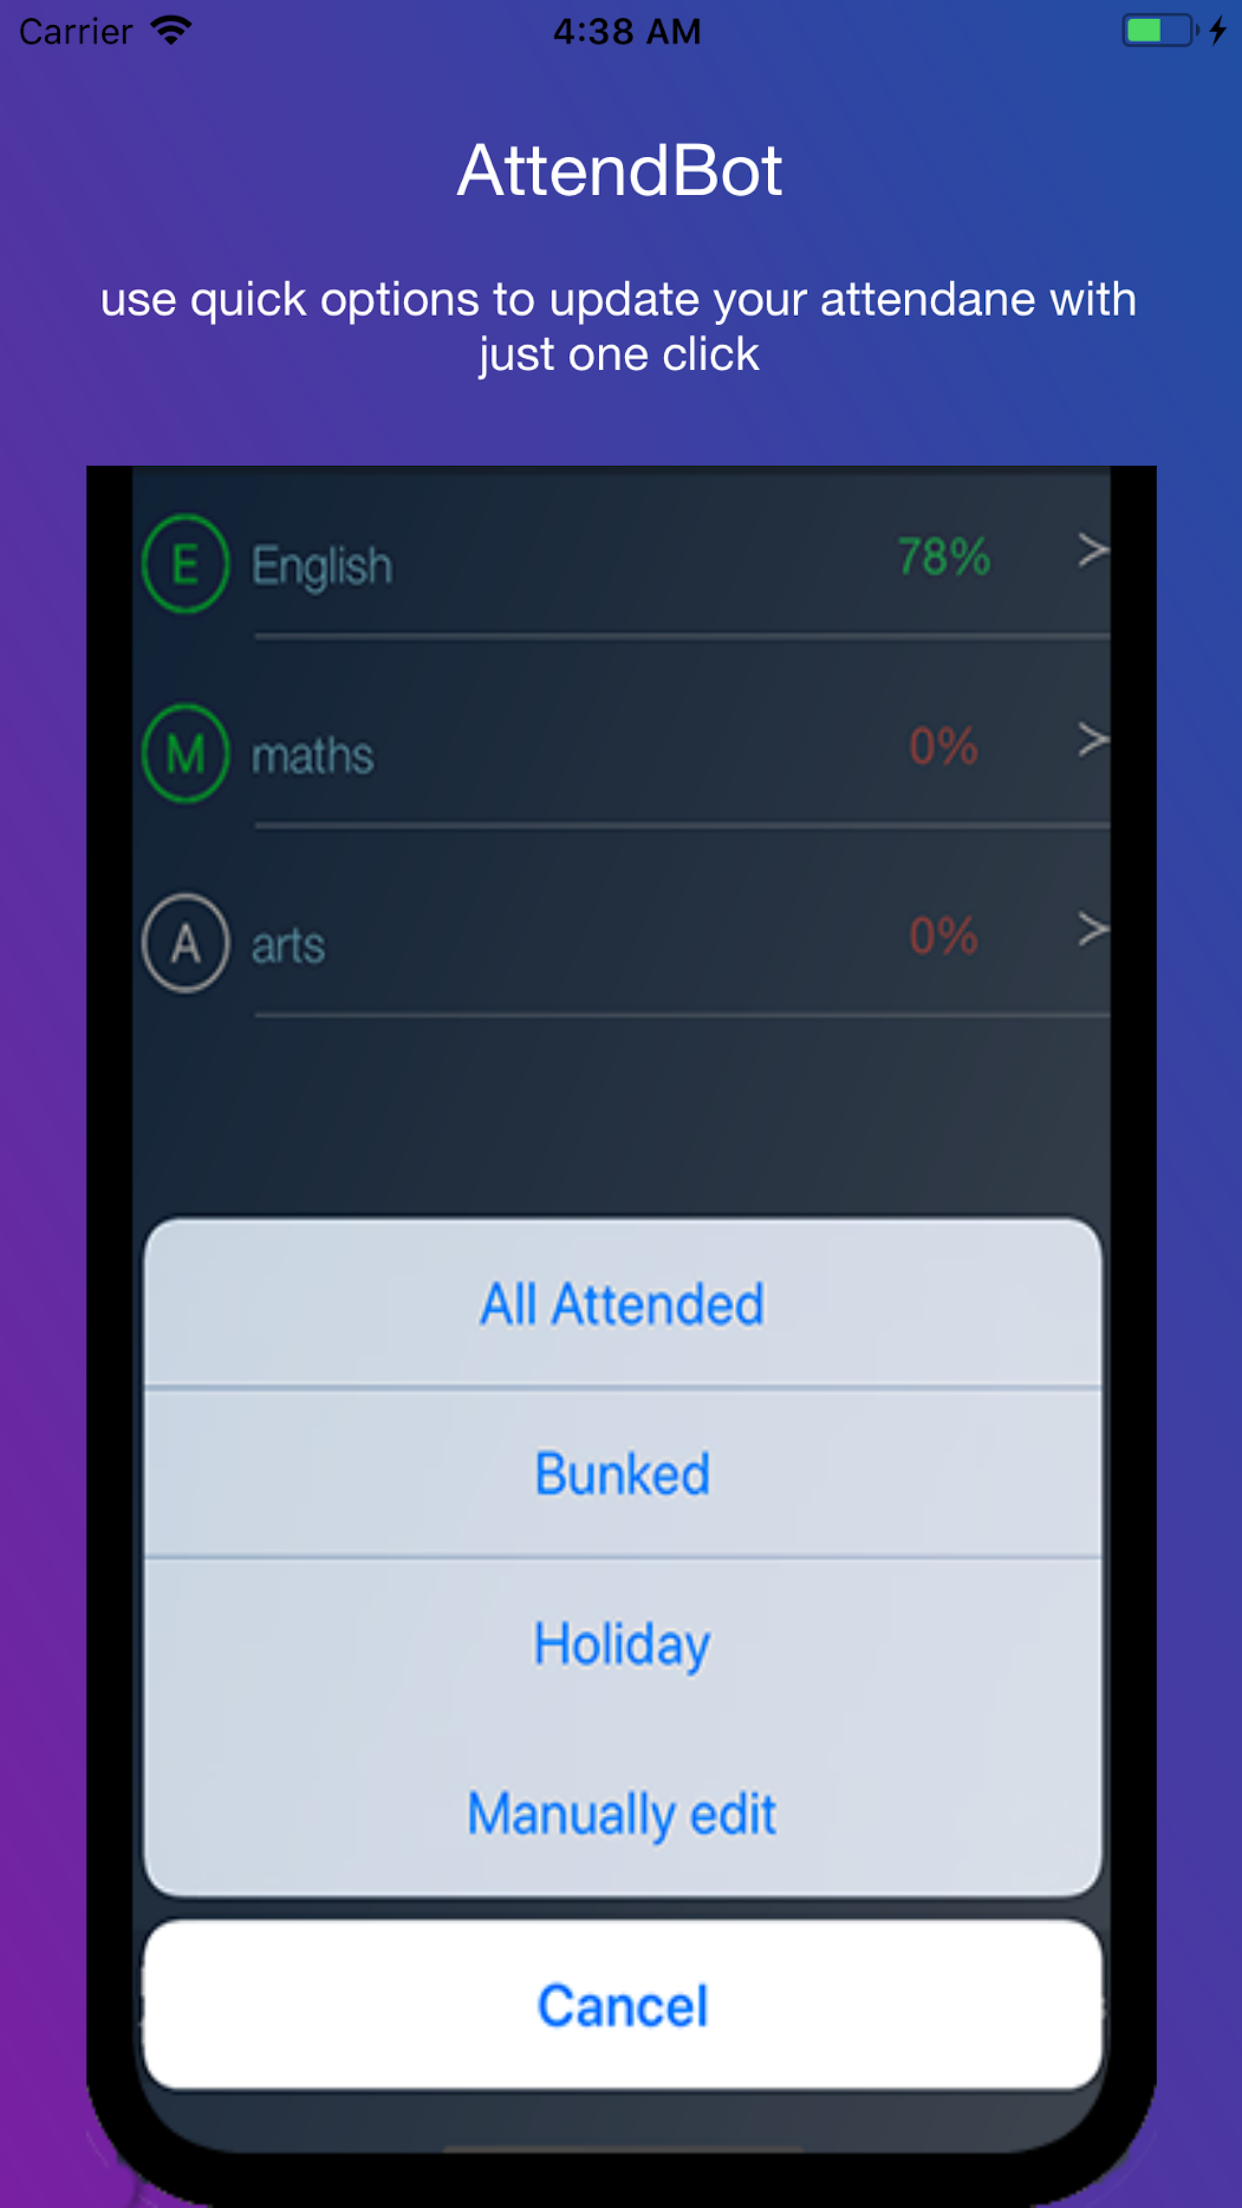 Carrier 4:38 AM
AttendBot
use quick options to update your attendane with
just one click
E English 78% >
M maths 0% >
A arts 0% >
All Attended
Bunked
Holiday
Manually edit
Cancel